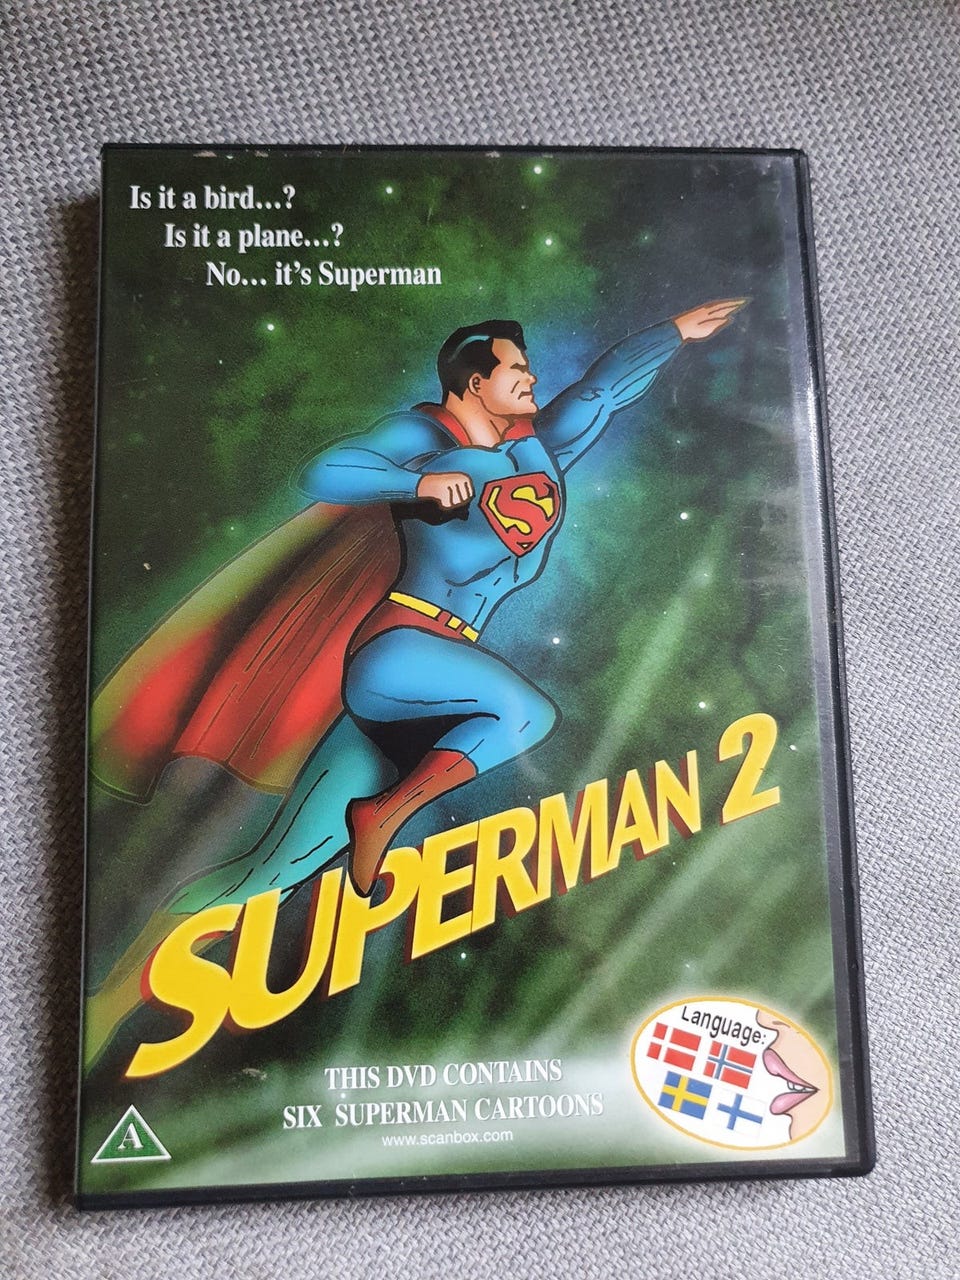 Is it a bird...?
Is it a plane...?
No... it's Superman
S
SUPERMAN 2
Language:
THIS DVD CONTAINS
SIX SUPERMAN CARTOONS
www.scanbox.com
A